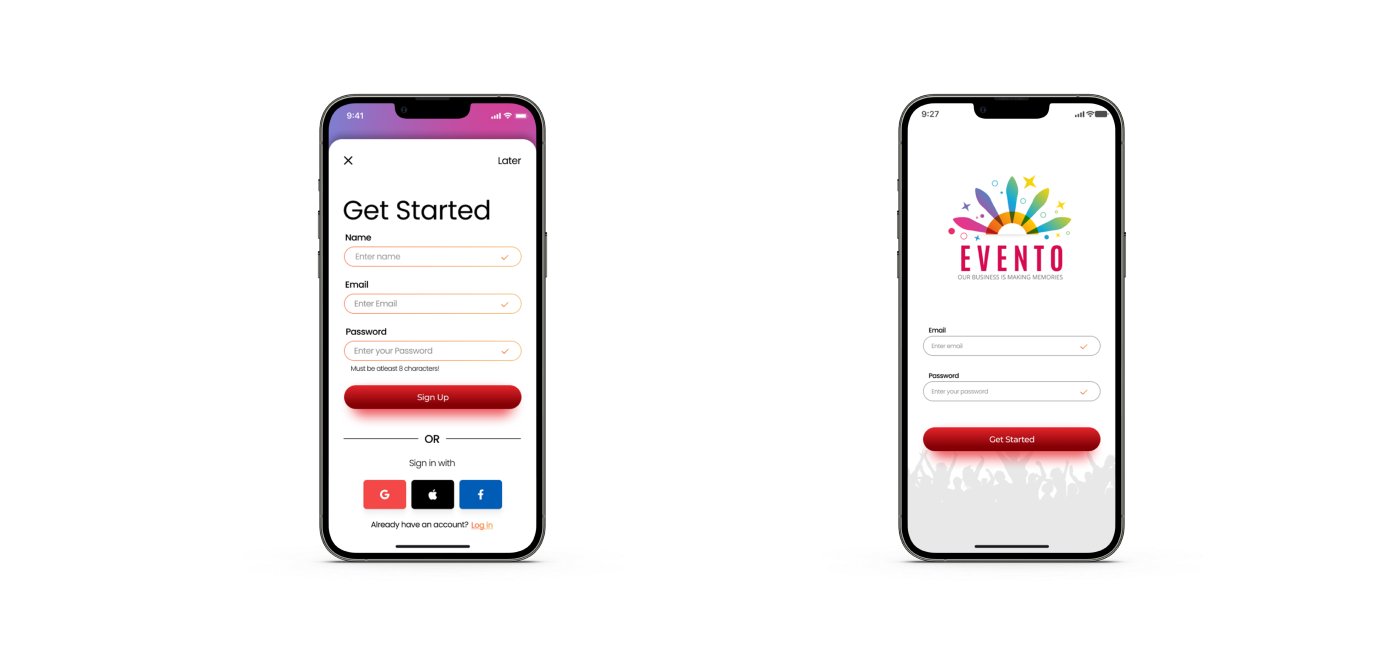 9:41
Later
Get Started
Name
Enter name
Email
Enter Email
Password
Enter your Password
Must be atleast 8 characters!
Sign Up
OR
Sign in with
G
f
Already have an account? Log in
9:27
EVENTO
OUR BUSINESS IS MAKING MEMORIES
Email
Enter email
Password
Enter your password
Get Started